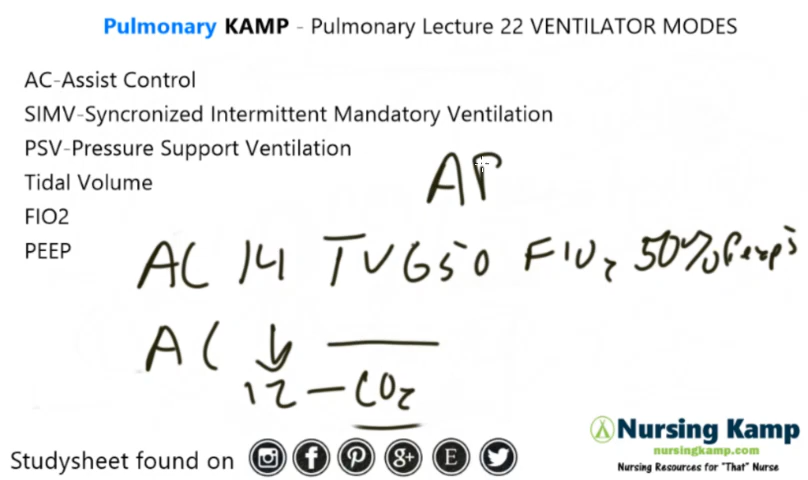 Pulmonary KAMP - Pulmonary Lecture 22 VENTILATOR MODES
AC-Assist Control
SIMV-Syncronized Intermittent Mandatory Ventilation
PSV-Pressure Support Ventilation
Tidal Volume
FIO2
PEEP
AP
AC 14 TV 650 FIO2 50% Peep 5
AC ↓
12 - CO2
Nursing Kamp
nursingkamp.com
Nursing Resources for "That" Nurse
Studysheet found on
f
g+
E